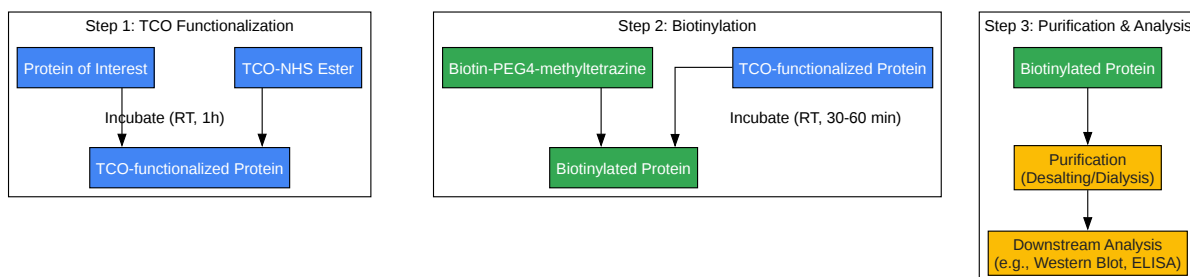 Step 1: TCO Functionalization
Protein of Interest
TCO-NHS Ester
Incubate (RT, 1h)
TCO-functionalized Protein
Step 2: Biotinylation
Biotin-PEG4-methyltetrazine
TCO-functionalized Protein
Incubate (RT, 30-60 min)
Biotinylated Protein
Step 3: Purification & Analysis
Biotinylated Protein
Purification
(Desalting/Dialysis)
Downstream Analysis
(e.g., Western Blot, ELISA)